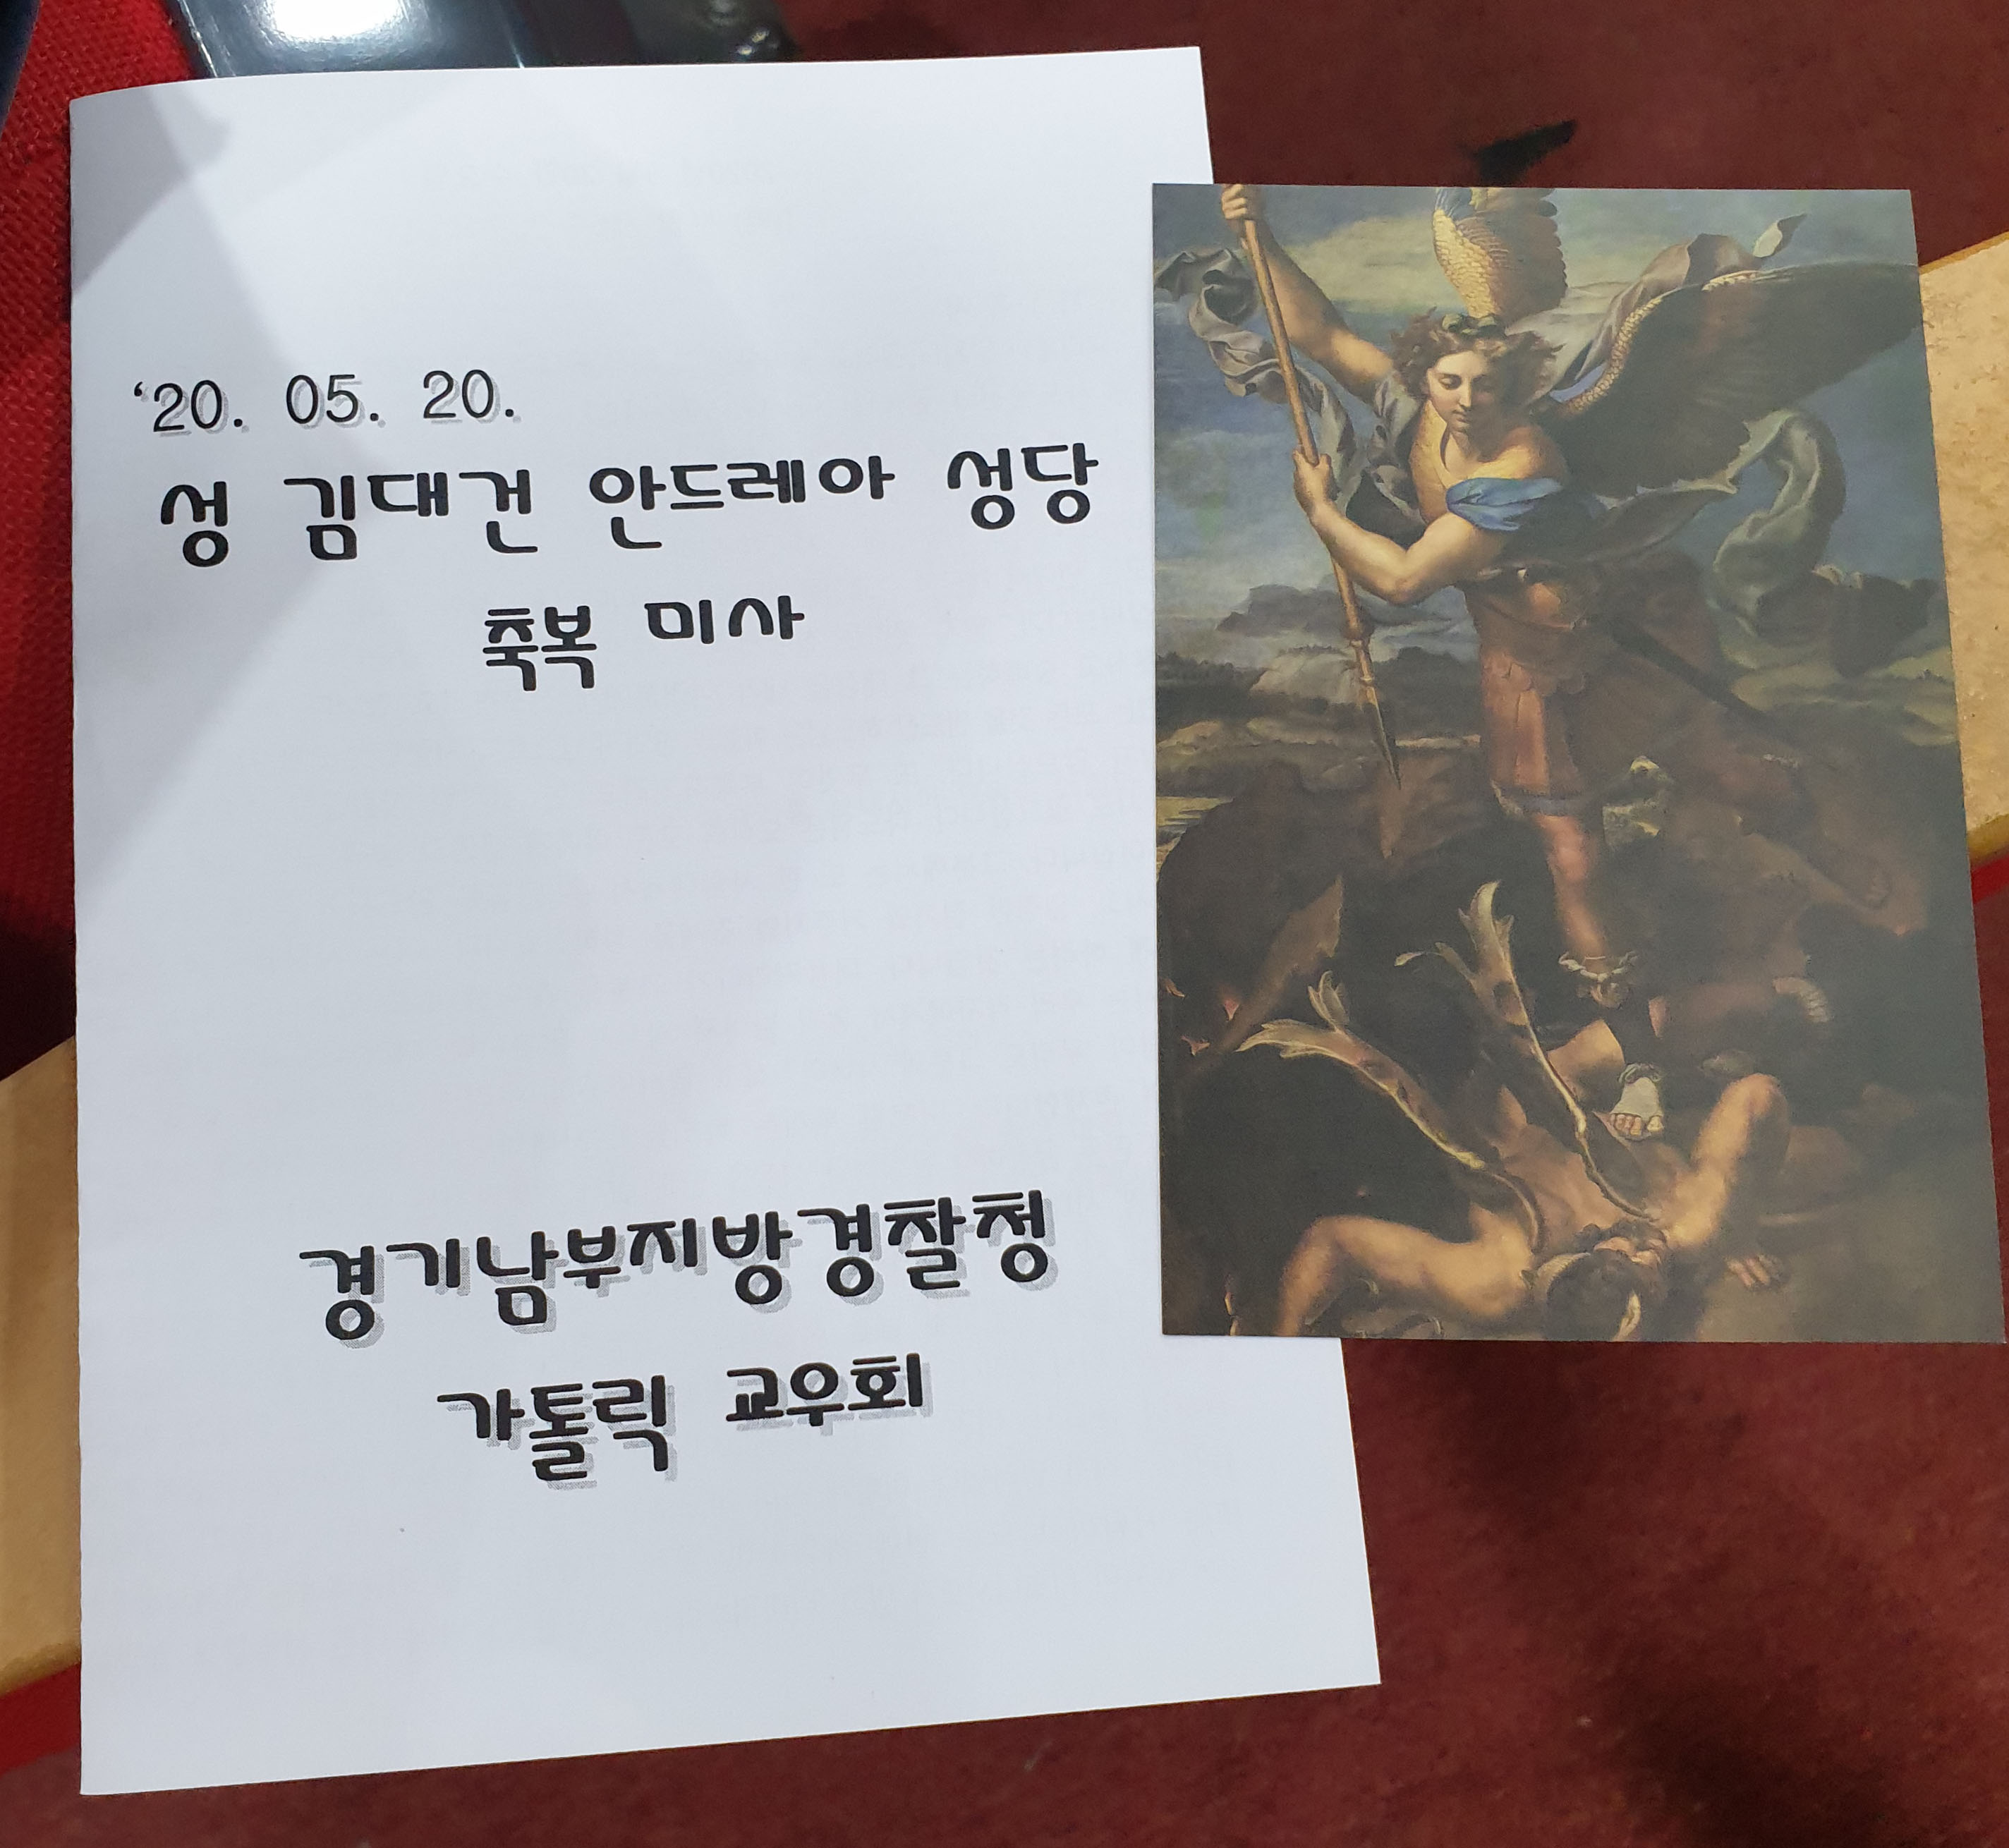 ‘20. 05. 20.
성 김대건 안드레아 성당
축복 미사
경기남부지방경찰청
가톨릭 교우회